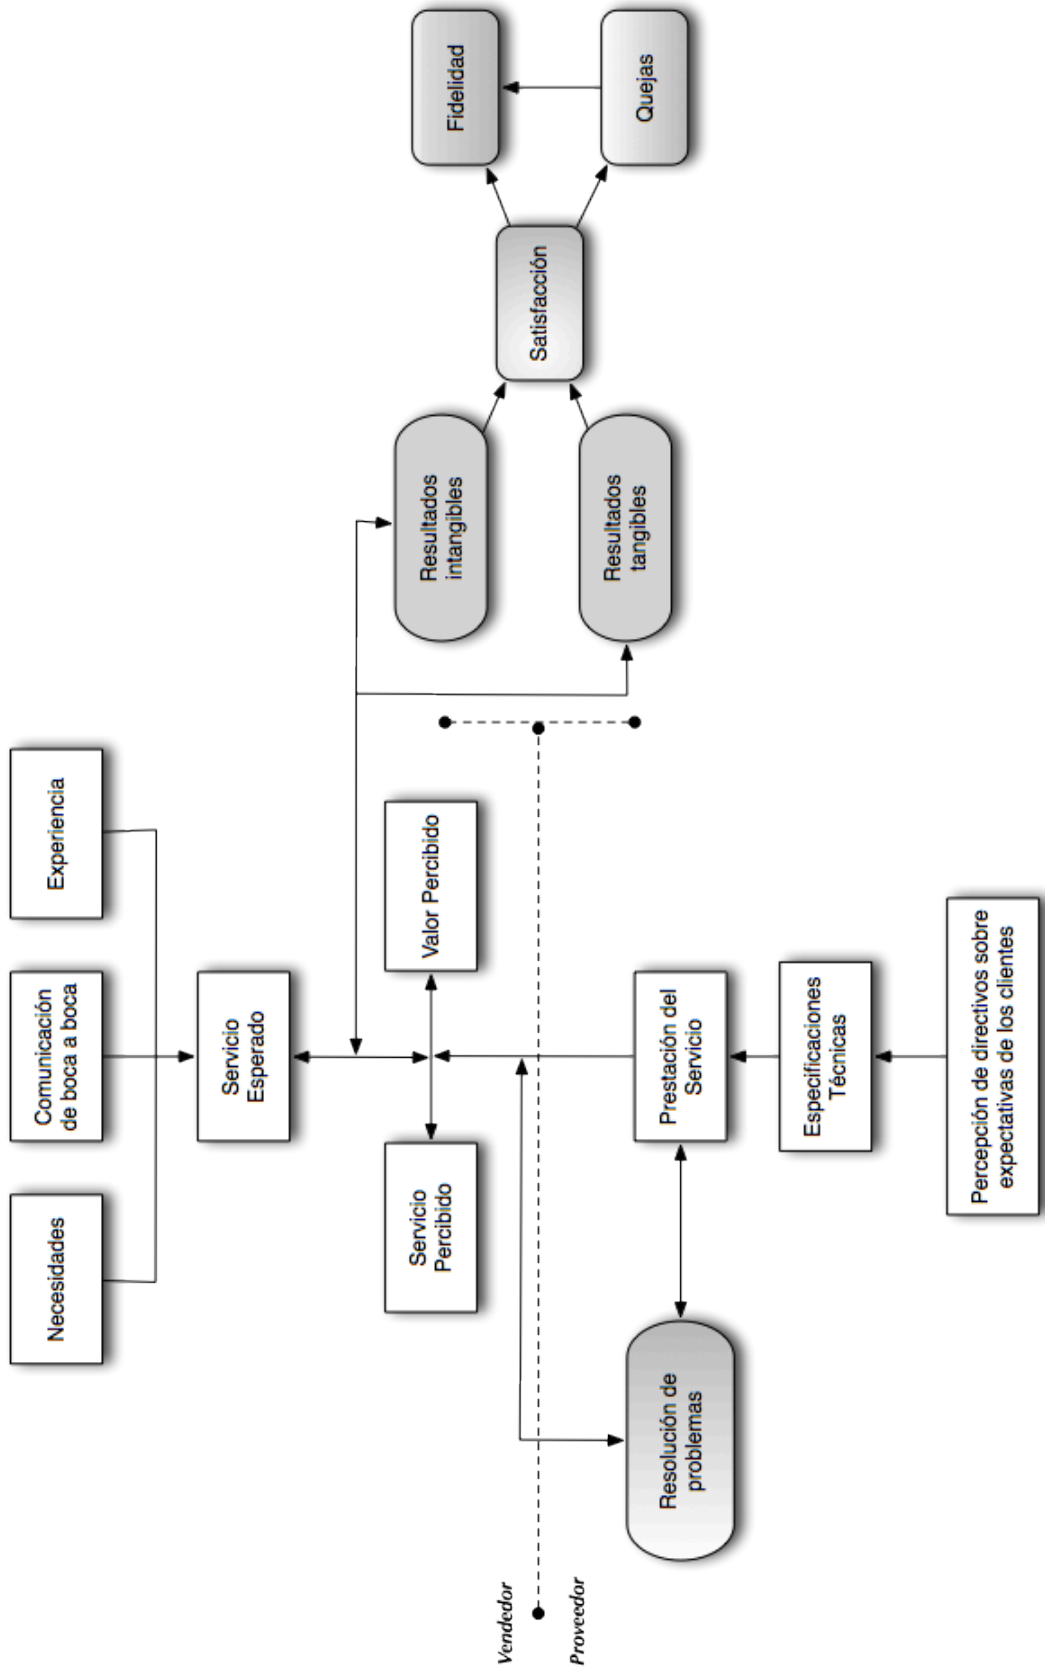 Necesidades
Comunicación
de boca a boca
Experiencia
Servicio
Esperado
Servicio
Percibido
Valor Percibido
Resultados
intangibles
Resultados
tangibles
Satisfacción
Fidelidad
Quejas
Vendedor
Proveedor
Resolución de
problemas
Prestación del
Servicio
Especificaciones
Técnicas
Percepción de directivos sobre
expectativas de los clientes